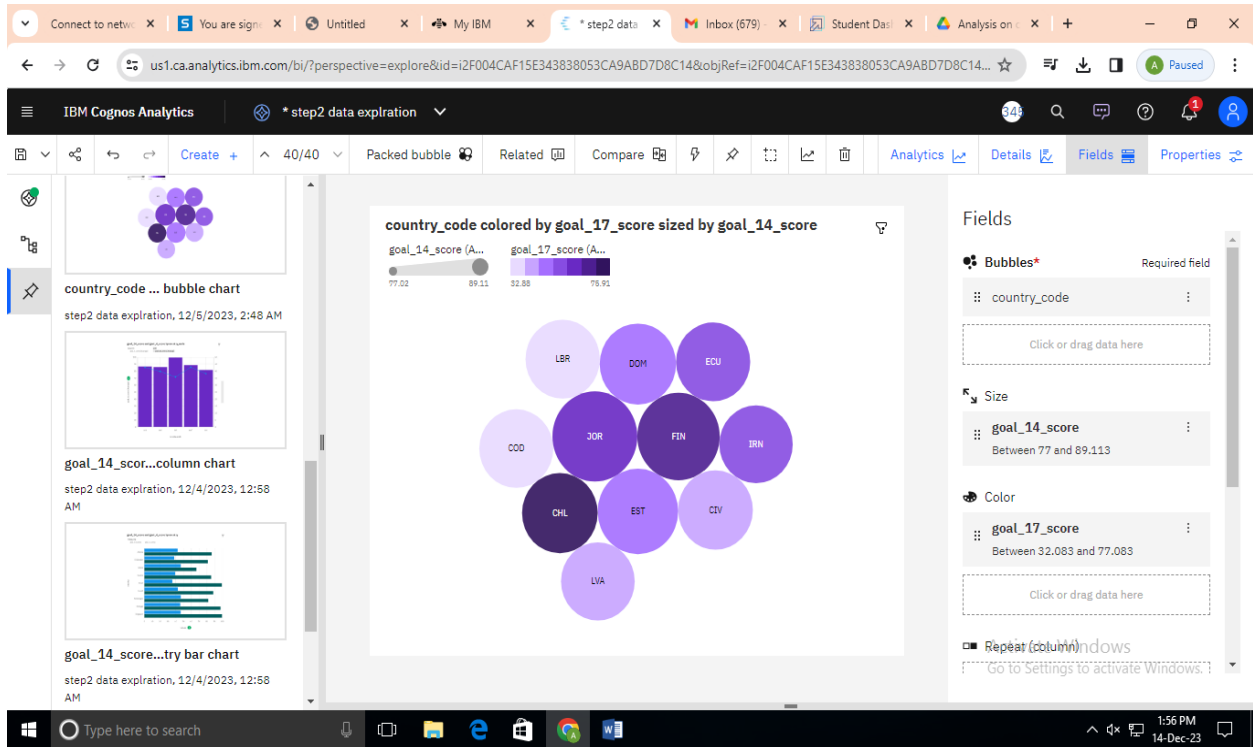 Connect to netwo
You are sign
Untitled
My IBM
* step2 data
Inbox (679) -
Student Das
Analysis on c
us1.ca.analytics.ibm.com/bi/?perspective=explore&id=i2F004CAF15E343838053CA9ABD7D8C14&objRef=i2F004CAF15E343838053CA9ABD7D8C14...
A Paused
IBM Cognos Analytics
* step2 data explration
345
1
Create +
40/40
Packed bubble
Related
Compare
Analytics
Details
Fields
Properties
country_code ... bubble chart
step2 data explration, 12/5/2023, 2:48 AM
goal_14_scor...column chart
step2 data explration, 12/4/2023, 12:58
AM
goal_14_score...try bar chart
step2 data explration, 12/4/2023, 12:58
AM
country_code colored by goal_17_score sized by goal_14_score
goal_14_score (A...
goal_17_score (A...
77.02
89.11
32.88
75.91
LBR
DOM
ECU
COD
JOR
FIN
IRN
CHL
EST
CIV
LVA
Fields
Bubbles*
Required field
country_code
Click or drag data here
Size
goal_14_score
Between 77 and 89.113
Color
goal_17_score
Between 32.083 and 77.083
Click or drag data here
Repeat (column)
Activate Windows
Go to Settings to activate Windows.
Type here to search
1:56 PM
14-Dec-23